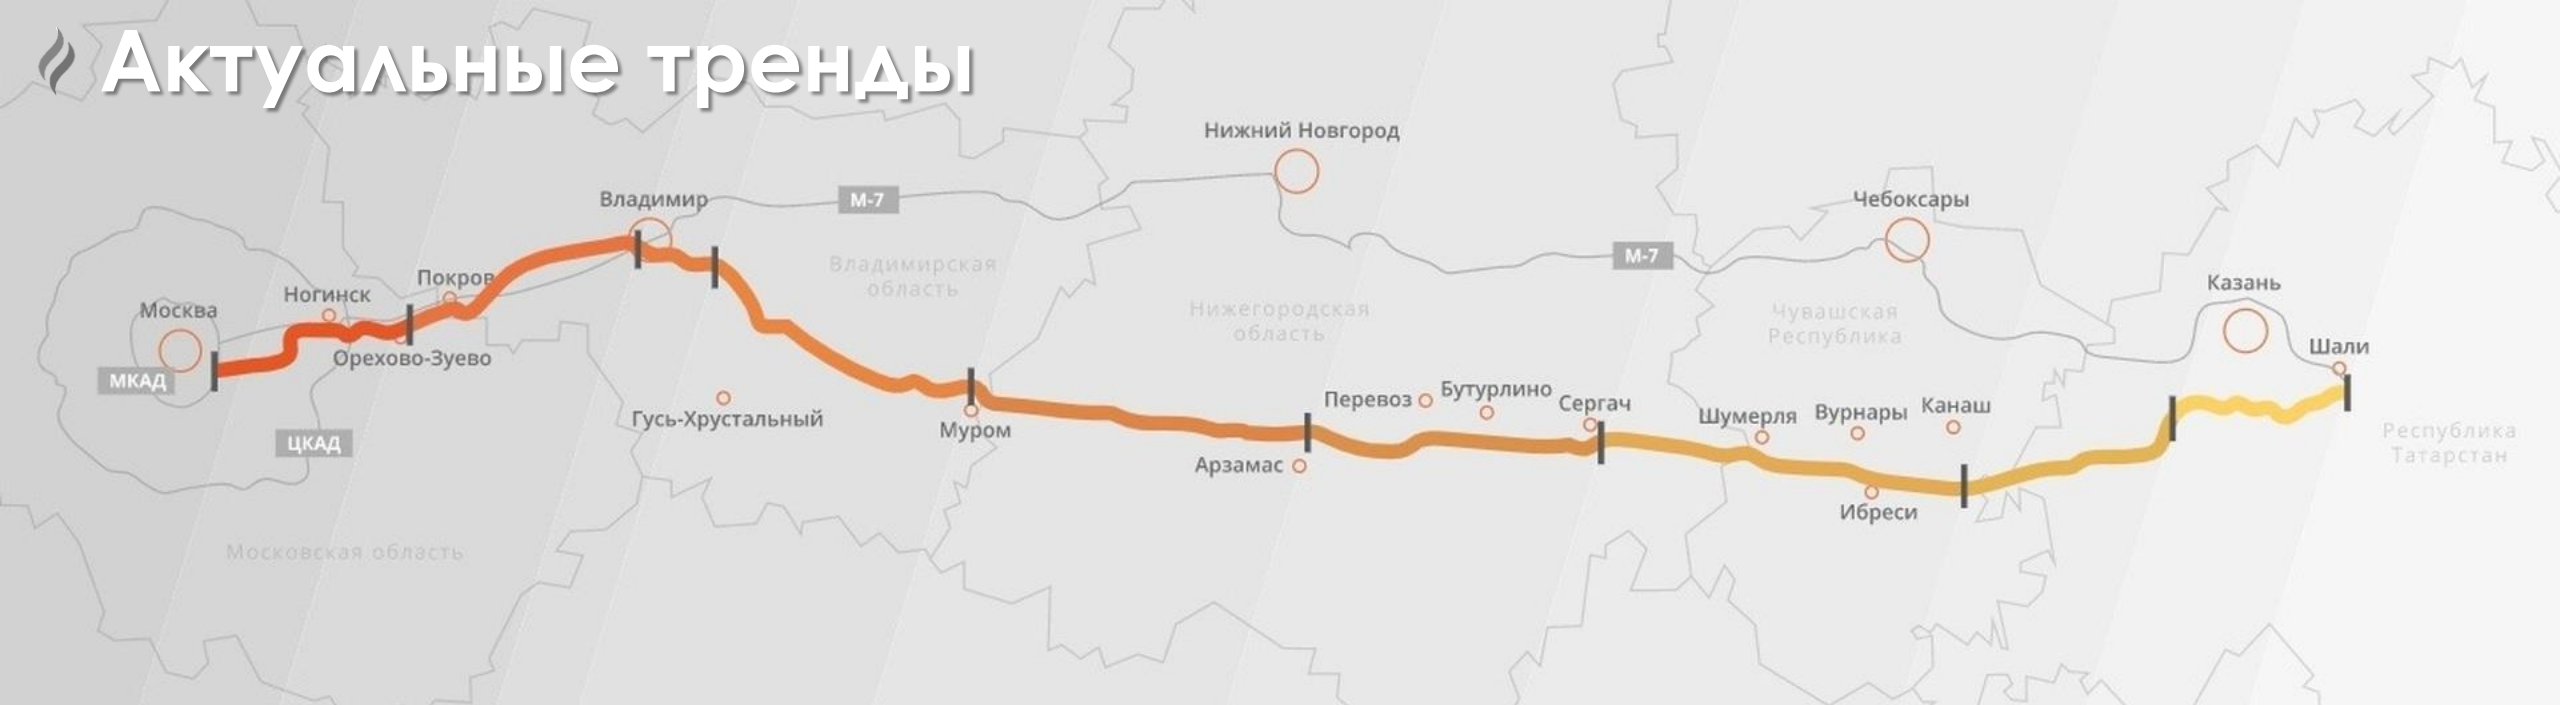 Актуальные тренды
Нижний Новгород
Владимир
М-7
Чебоксары
М-7
Владимирская
область
Покров
Ногинск
Москва
Казань
Нижегородская
область
Чувашская
Республика
Шали
Орехово-Зуево
МКАД
Перевоз
Бутурлино
Сергач
Шумерля
Вурнары
Канаш
Гусь-Хрустальный
Муром
ЦКАД
Республика
Татарстан
Арзамас
Ибреси
Московская область